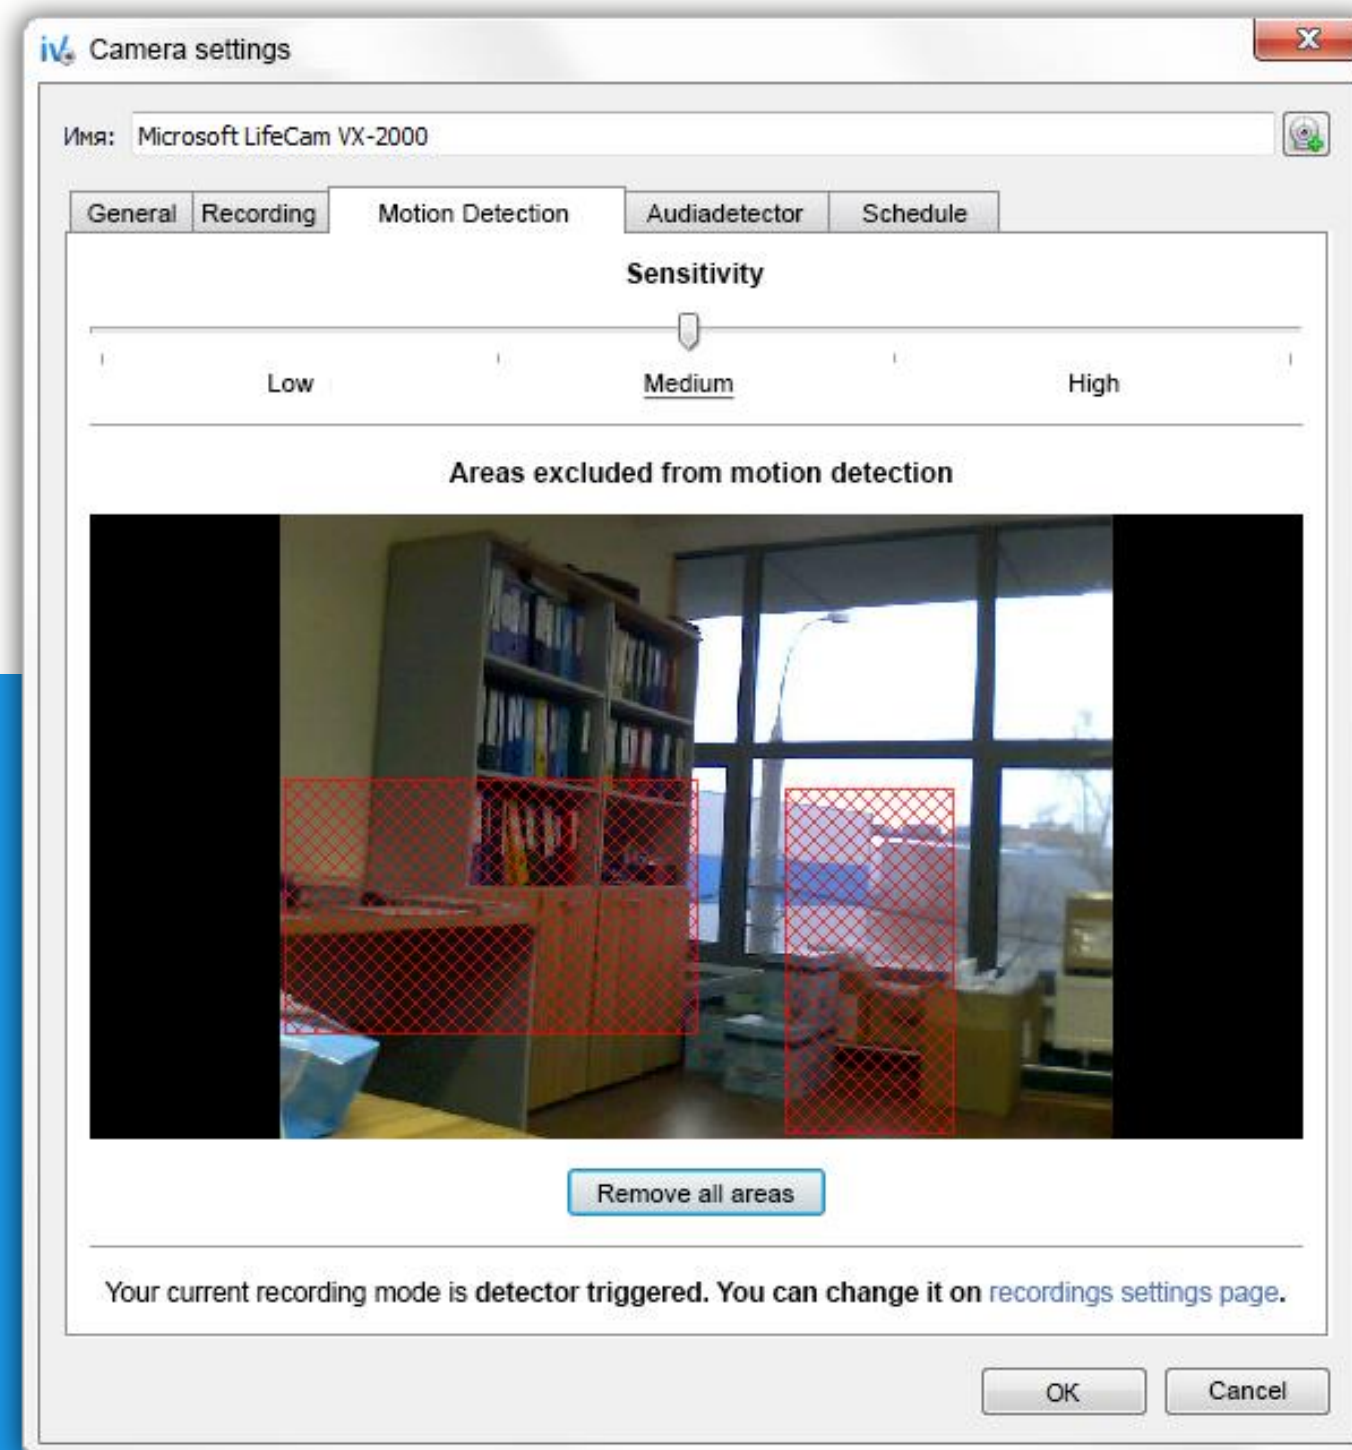 iv Camera settings
Имя: Microsoft LifeCam VX-2000
General Recording Motion Detection Audiadetector Schedule
Sensitivity
Low Medium High
Areas excluded from motion detection
Remove all areas
Your current recording mode is detector triggered. You can change it on recordings settings page.
OK Cancel